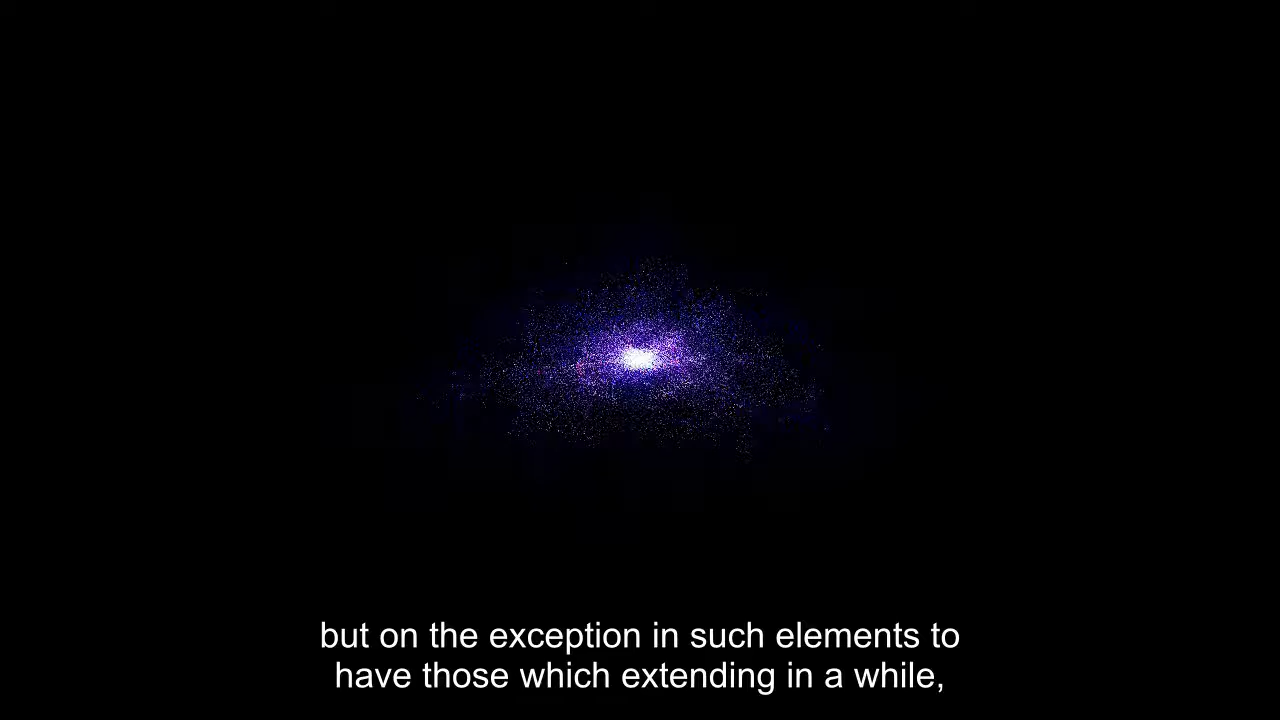 but on the exception in such elements to
have those which extending in a while,